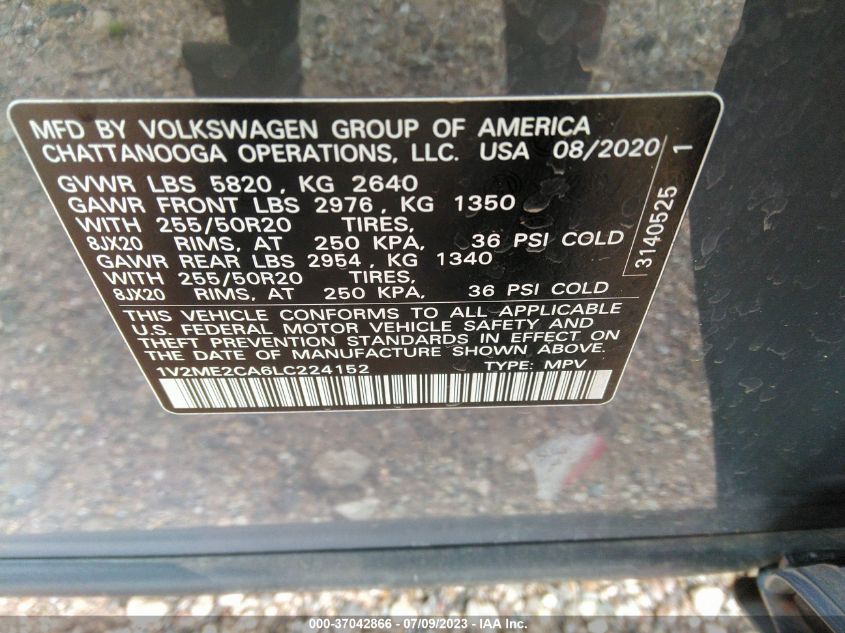 MFD BY VOLKSWAGEN GROUP OF AMERICA
CHATTANOOGA OPERATIONS, LLC. USA 08/2020
GVWR LBS 5820, KG 2640
GAWR FRONT LBS 2976, KG 1350
WITH 255/50R20 TIRES,
8JX20 RIMS, AT 250 KPA, 36 PSI COLD
GAWR REAR LBS 2954, KG 1340
WITH 255/50R20 TIRES,
8JX20 RIMS, AT 250 KPA, 36 PSI COLD
THIS VEHICLE CONFORMS TO ALL APPLICABLE
U.S. FEDERAL MOTOR VEHICLE SAFETY AND
THEFT PREVENTION STANDARDS IN EFFECT ON
THE DATE OF MANUFACTURE SHOWN ABOVE.
1V2ME2CA6LC224152 TYPE: MPV
3140525 1
000-37042866 - 07/09/2023 - IAA Inc.